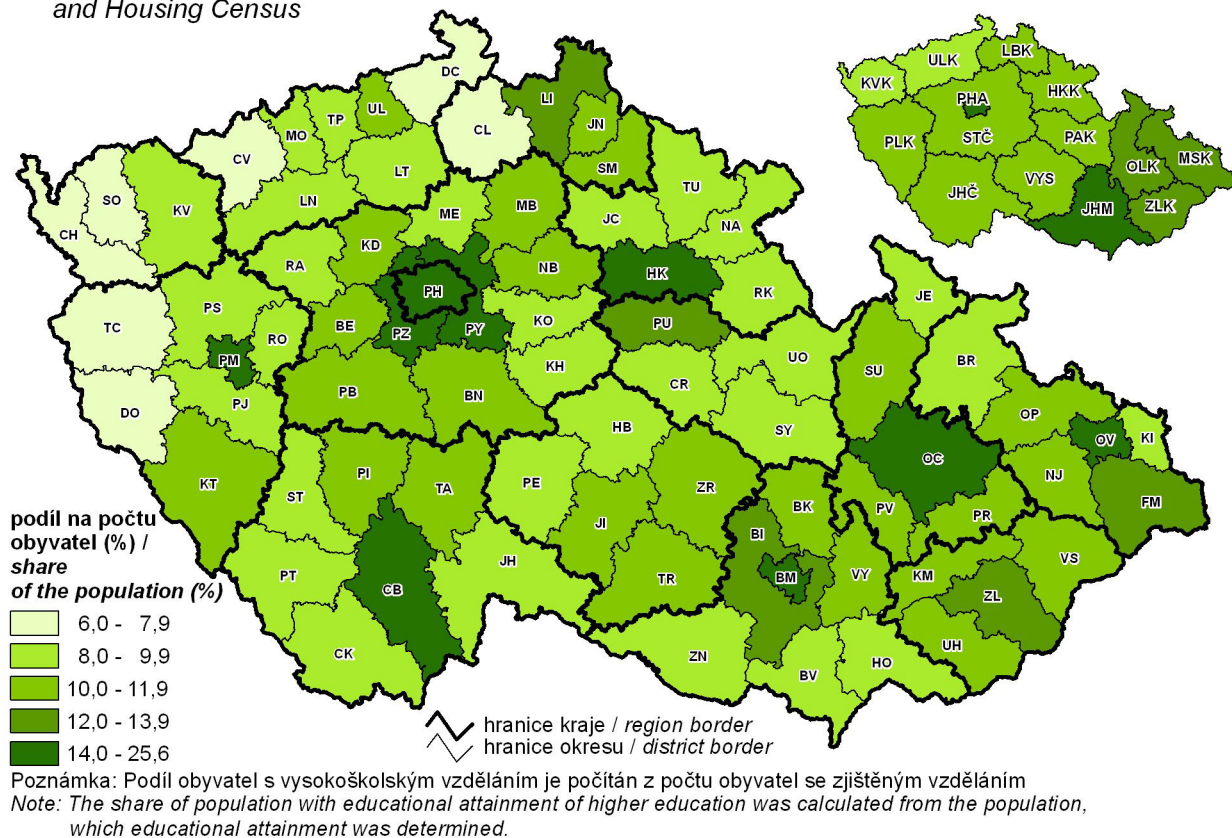 and Housing Census
DC
LI
CL
JN
SM
UL
TP
MO
CV
LT
LN
SO
CH
KV
ME
MB
JC
TU
NA
KD
RA
PH
NB
HK
RK
TC
PS
RO
BE
PZ
PY
KO
PU
PM
KH
UO
DO
PJ
PB
BN
CR
SY
HB
KT
ST
PI
TA
PE
ZR
JI
PT
CB
JH
TR
CK
JE
BR
SU
OP
OV
KI
OC
NJ
FM
BK
PV
PR
BI
BM
VY
KM
VS
ZL
UH
ZN
BV
HO
KVK
ULK
LBK
HKK
PHA
STČ
PLK
PAK
JHČ
VYS
OLK
MSK
JHM
ZLK
podíl na počtu
obyvatel (%) /
share
of the population (%)
6,0 - 7,9
8,0 - 9,9
10,0 - 11,9
12,0 - 13,9
14,0 - 25,6
hranice kraje / region border
hranice okresu / district border
Poznámka: Podíl obyvatel s vysokoškolským vzděláním je počítán z počtu obyvatel se zjištěným vzděláním
Note: The share of population with educational attainment of higher education was calculated from the population,
which educational attainment was determined.